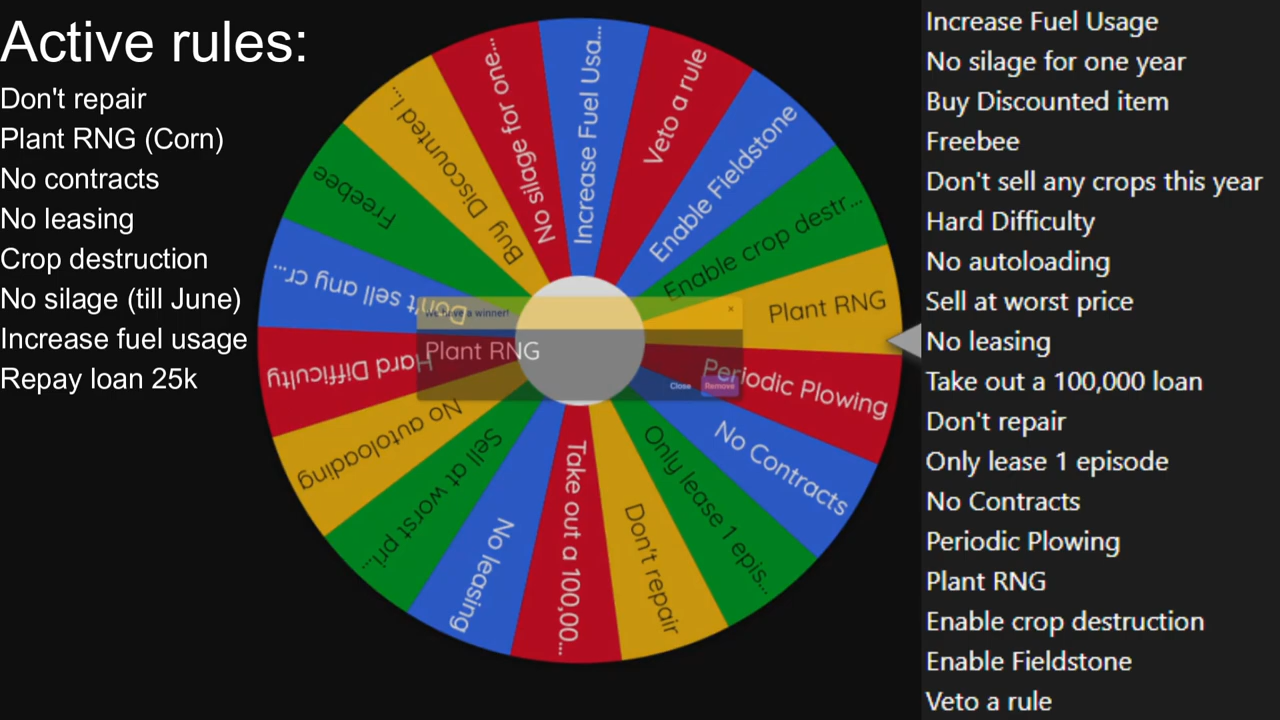 Active rules:
Don't repair
Plant RNG (Corn)
No contracts
No leasing
Crop destruction
No silage (till June)
Increase fuel usage
Repay loan 25k
Increase Fuel Usa...
Veto a rule
Enable Fieldstone
Enable crop destr...
Plant RNG
Periodic Plowing
No Contracts
Only lease 1 epis...
Don't repair
Take out a 100,00...
No leasing
Sell at worst pri...
No autoloading
Hard Difficulty
Don't sell any cr...
Freebee
Buy Discounted i...
No silage for one...
We have a winner!
×
Plant RNG
Close
Remove
Increase Fuel Usage
No silage for one year
Buy Discounted item
Freebee
Don't sell any crops this year
Hard Difficulty
No autoloading
Sell at worst price
No leasing
Take out a 100,000 loan
Don't repair
Only lease 1 episode
No Contracts
Periodic Plowing
Plant RNG
Enable crop destruction
Enable Fieldstone
Veto a rule